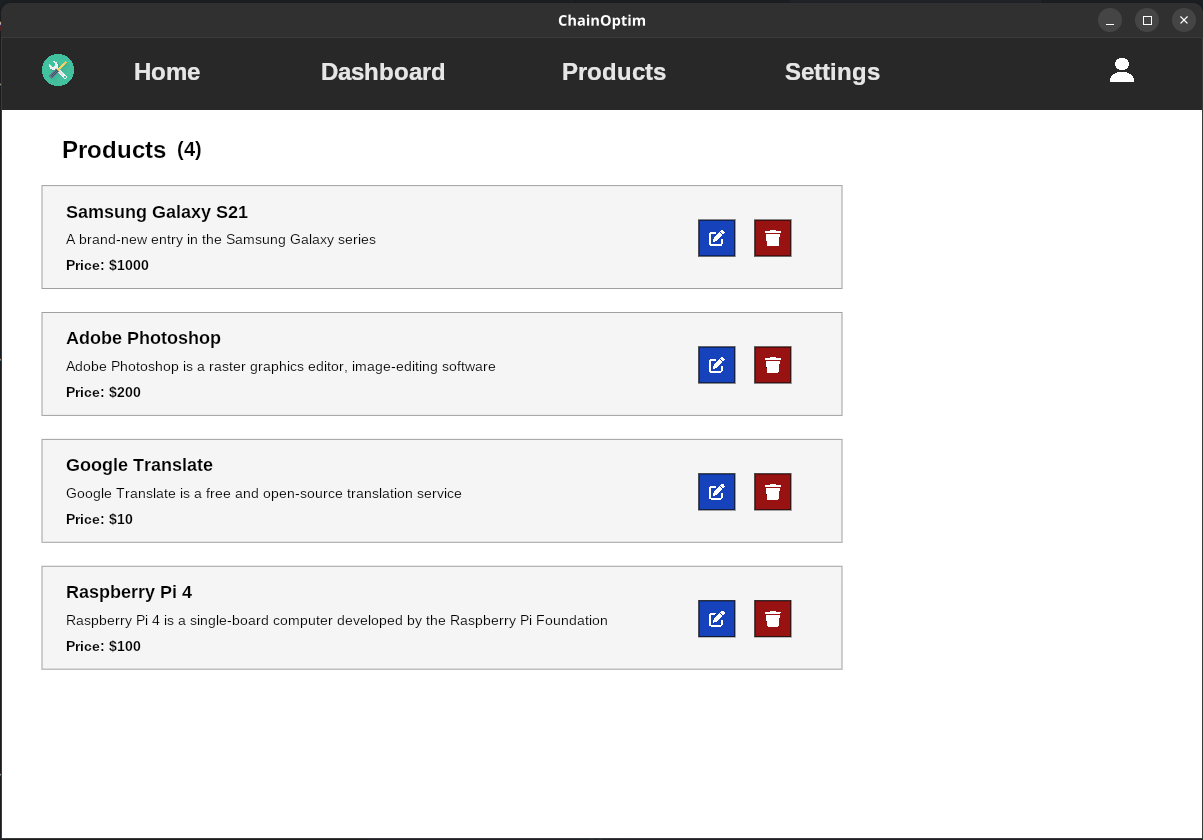 ChainOptim
Home Dashboard Products Settings
Products (4)
Samsung Galaxy S21
A brand-new entry in the Samsung Galaxy series
Price: $1000
Adobe Photoshop
Adobe Photoshop is a raster graphics editor, image-editing software
Price: $200
Google Translate
Google Translate is a free and open-source translation service
Price: $10
Raspberry Pi 4
Raspberry Pi 4 is a single-board computer developed by the Raspberry Pi Foundation
Price: $100